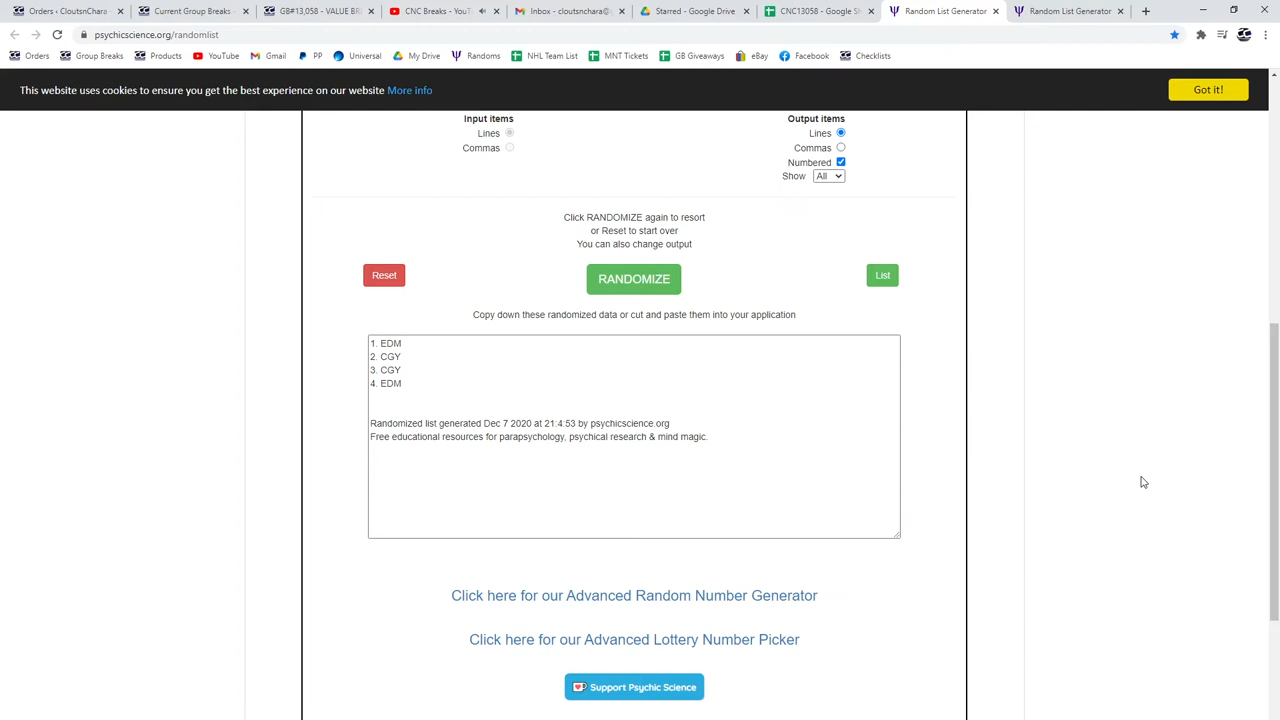 Orders · CloutsnChara
Current Group Breaks
GB#13,058 – VALUE BR
CNC Breaks - YouT
Inbox - cloutsnchara@g
Starred - Google Drive
CNC13058 - Google Sh
Random List Generator
Random List Generator
psychicscience.org/randomlist
Orders
Group Breaks
Products
YouTube
Gmail
PP
Universal
My Drive
Randoms
NHL Team List
MNT Tickets
GB Giveaways
eBay
Facebook
Checklists
This website uses cookies to ensure you get the best experience on our website More info
Got it!
Input items
Lines
Commas
Output items
Lines
Commas
Numbered
Show All
Click RANDOMIZE again to resort
or Reset to start over
You can also change output
Reset
RANDOMIZE
List
Copy down these randomized data or cut and paste them into your application
1. EDM
2. CGY
3. CGY
4. EDM
Randomized list generated Dec 7 2020 at 21:4:53 by psychicscience.org
Free educational resources for parapsychology, psychical research & mind magic.
Click here for our Advanced Random Number Generator
Click here for our Advanced Lottery Number Picker
Support Psychic Science